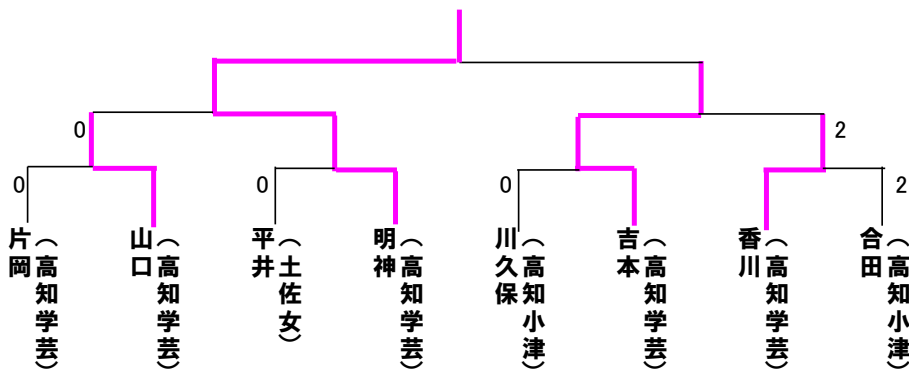 0
2
0
0
0
2
片岡
（高知学芸）
山口
（高知学芸）
平井
（土佐女）
明神
（高知学芸）
川久保
（高知小津）
吉本
（高知学芸）
香川
（高知学芸）
合田
（高知小津）